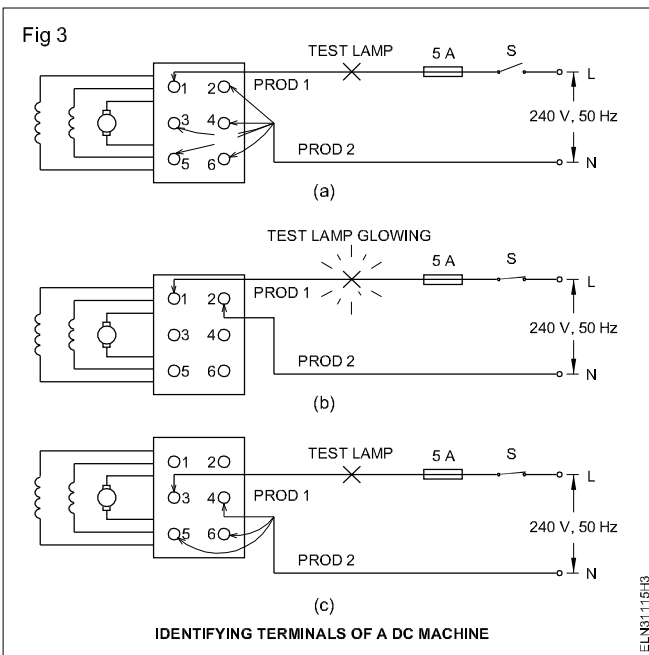 Fig 3
TEST LAMP 5 A S
L
1 2 PROD 1
3 4 240 V, 50 Hz
5 6 PROD 2 N
(a)
TEST LAMP GLOWING
5 A S
L
1 2 PROD 1
3 4 240 V, 50 Hz
5 6 PROD 2 N
(b)
TEST LAMP 5 A S
1 2 L
3 4 PROD 1
5 6 240 V, 50 Hz
PROD 2 N
(c)
IDENTIFYING TERMINALS OF A DC MACHINE
ELN31115H3